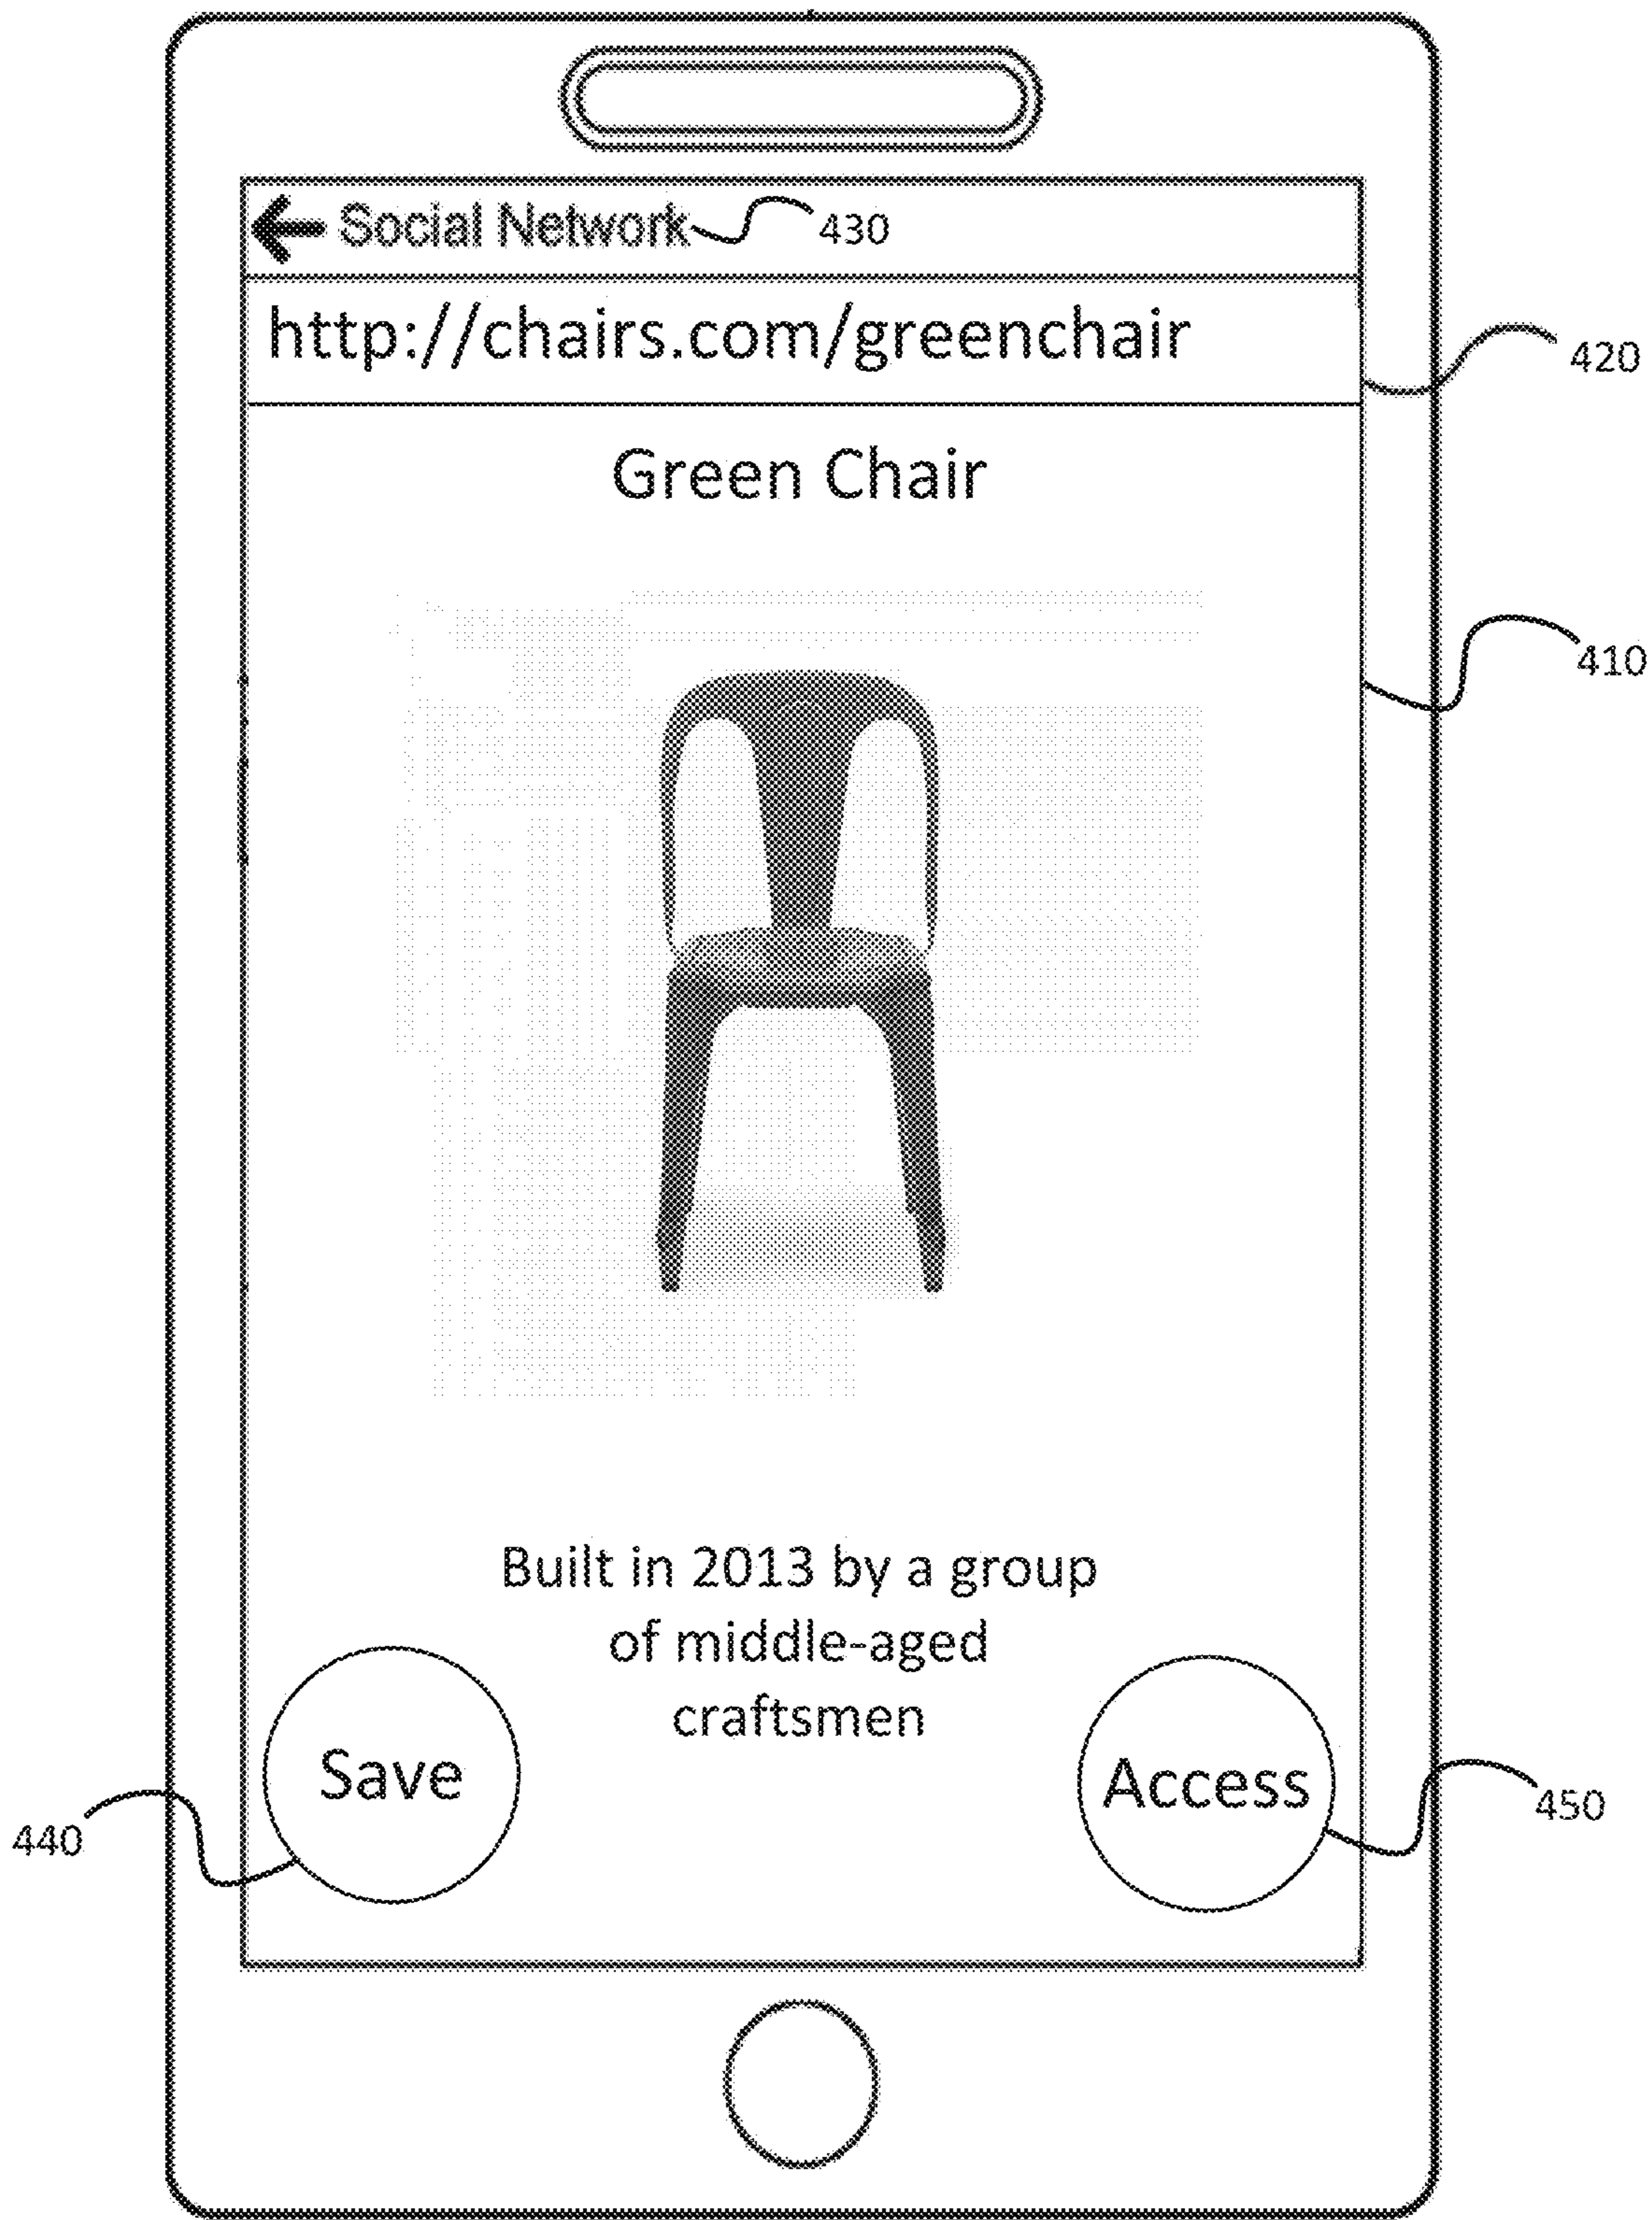 Social Network
430
http://chairs.com/greenchair
420
Green Chair
410
Built in 2013 by a group
of middle-aged
craftsmen
Save
Access
440
450